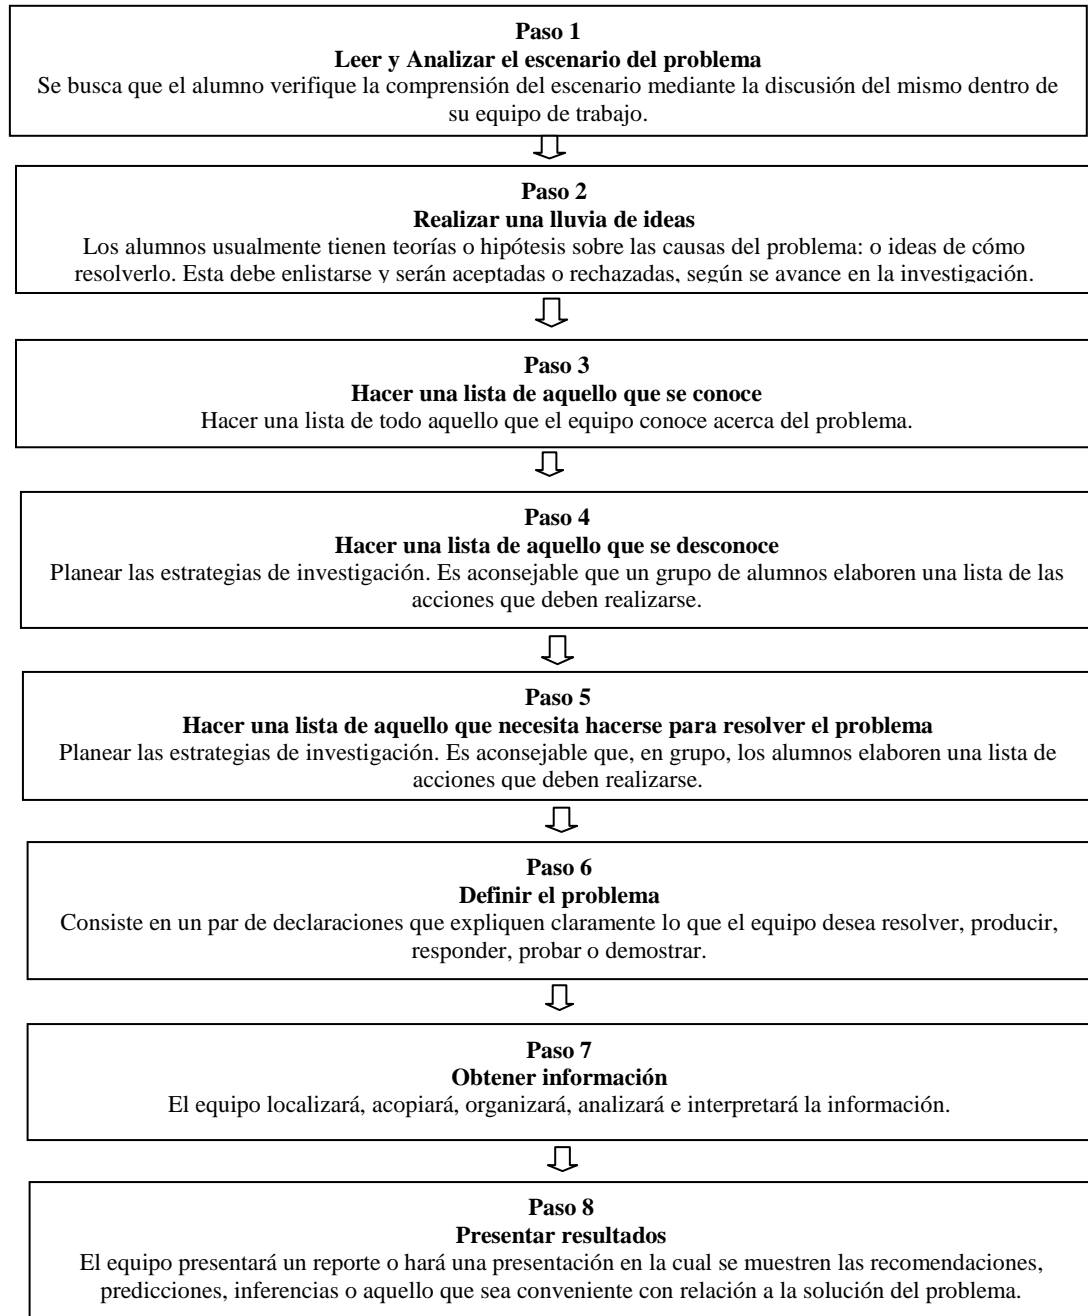 Paso 1
Leer y Analizar el escenario del problema
Se busca que el alumno verifique la comprensión del escenario mediante la discusión del mismo dentro de
su equipo de trabajo.
Paso 2
Realizar una lluvia de ideas
Los alumnos usualmente tienen teorías o hipótesis sobre las causas del problema: o ideas de cómo
resolverlo. Esta debe enlistarse y serán aceptadas o rechazadas, según se avance en la investigación.
Paso 3
Hacer una lista de aquello que se conoce
Hacer una lista de todo aquello que el equipo conoce acerca del problema.
Paso 4
Hacer una lista de aquello que se desconoce
Planear las estrategias de investigación. Es aconsejable que un grupo de alumnos elaboren una lista de las
acciones que deben realizarse.
Paso 5
Hacer una lista de aquello que necesita hacerse para resolver el problema
Planear las estrategias de investigación. Es aconsejable que, en grupo, los alumnos elaboren una lista de
acciones que deben realizarse.
Paso 6
Definir el problema
Consiste en un par de declaraciones que expliquen claramente lo que el equipo desea resolver, producir,
responder, probar o demostrar.
Paso 7
Obtener información
El equipo localizará, acopiará, organizará, analizará e interpretará la información.
Paso 8
Presentar resultados
El equipo presentará un reporte o hará una presentación en la cual se muestren las recomendaciones,
predicciones, inferencias o aquello que sea conveniente con relación a la solución del problema.